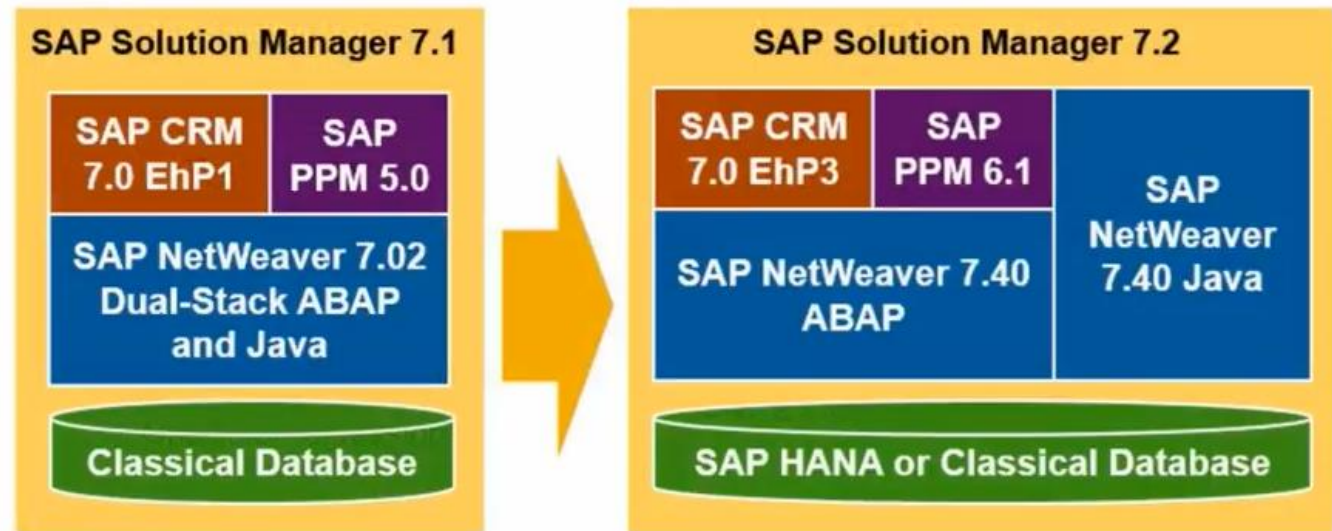 SAP Solution Manager 7.1
SAP CRM
7.0 EhP1
SAP
PPM 5.0
SAP NetWeaver 7.02
Dual-Stack ABAP
and Java
Classical Database
SAP Solution Manager 7.2
SAP CRM
7.0 EhP3
SAP
PPM 6.1
SAP
NetWeaver
7.40 Java
SAP NetWeaver 7.40
ABAP
SAP HANA or Classical Database